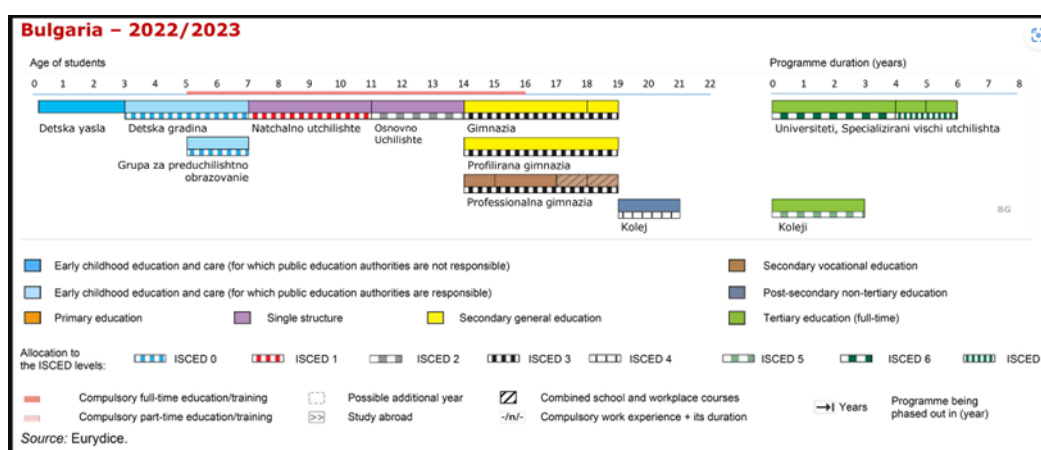 Bulgaria – 2022/2023
Age of students
Programme duration (years)
0 1 2 3 4 5 6 7 8 9 10 11 12 13 14 15 16 17 18 19 20 21 22
0 1 2 3 4 5 6 7 8
Detska yasla
Detska gradina
Natchalno utchilishte
Osnovno
Uchilishte
Gimnazia
Universiteti, Specializirani vischi utchilishta
Grupa za preduchilishtno
obrazovanie
Profilirana gimnazia
Professionalna gimnazia
Kolej
Koleji
BG
Early childhood education and care (for which public education authorities are not responsible)
Secondary vocational education
Early childhood education and care (for which public education authorities are responsible)
Post-secondary non-tertiary education
Primary education
Single structure
Secondary general education
Tertiary education (full-time)
Allocation to
the ISCED levels:
ISCED 0
ISCED 1
ISCED 2
ISCED 3
ISCED 4
ISCED 5
ISCED 6
ISCED
Compulsory full-time education/training
Possible additional year
Combined school and workplace courses
Compulsory part-time education/training
>>
Study abroad
-/n/-
Compulsory work experience + its duration
Years
Programme being
phased out in (year)
Source: Eurydice.